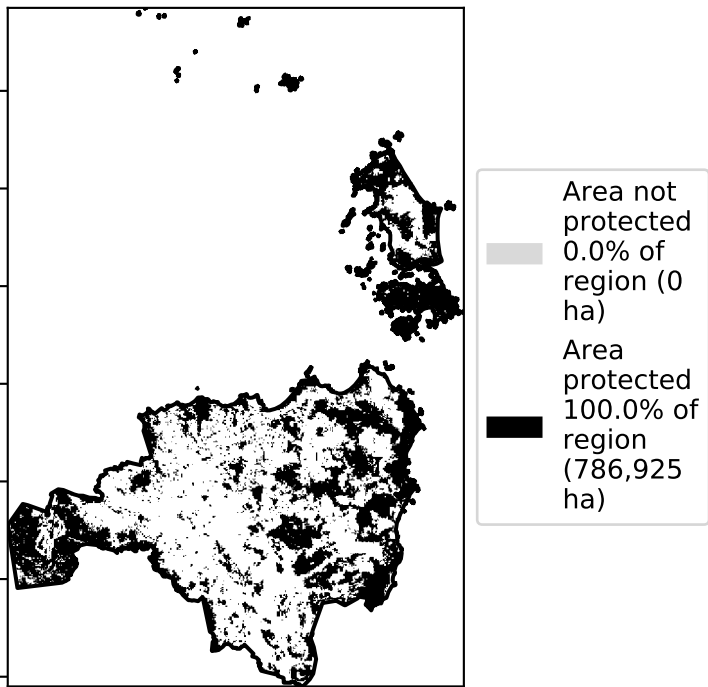 Area not
protected
0.0% of
region (0
ha)
Area
protected
100.0% of
region
(786,925
ha)